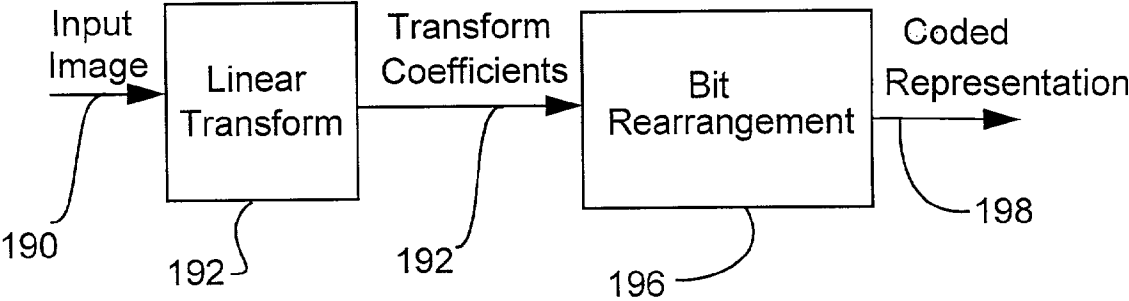 Input
Image
Linear
Transform
Transform
Coefficients
Bit
Rearrangement
Coded
Representation
190
192
192
196
198